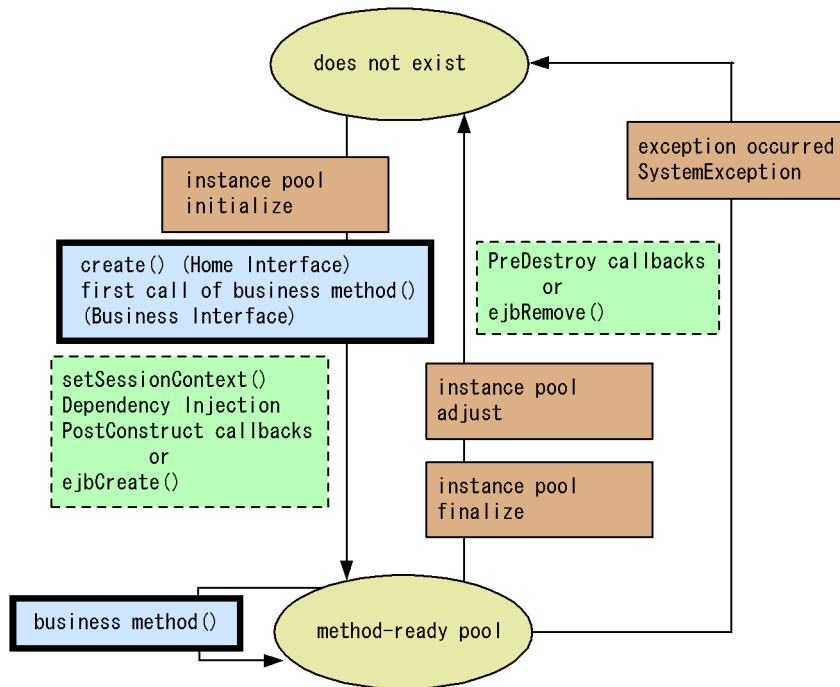 does not exist
exception occurred
SystemException
instance pool
initialize
create() (Home Interface)
first call of business method()
(Business Interface)
PreDestroy callbacks
or
ejbRemove()
setSessionContext()
Dependency Injection
PostConstruct callbacks
or
ejbCreate()
instance pool
adjust
instance pool
finalize
business method()
method-ready pool